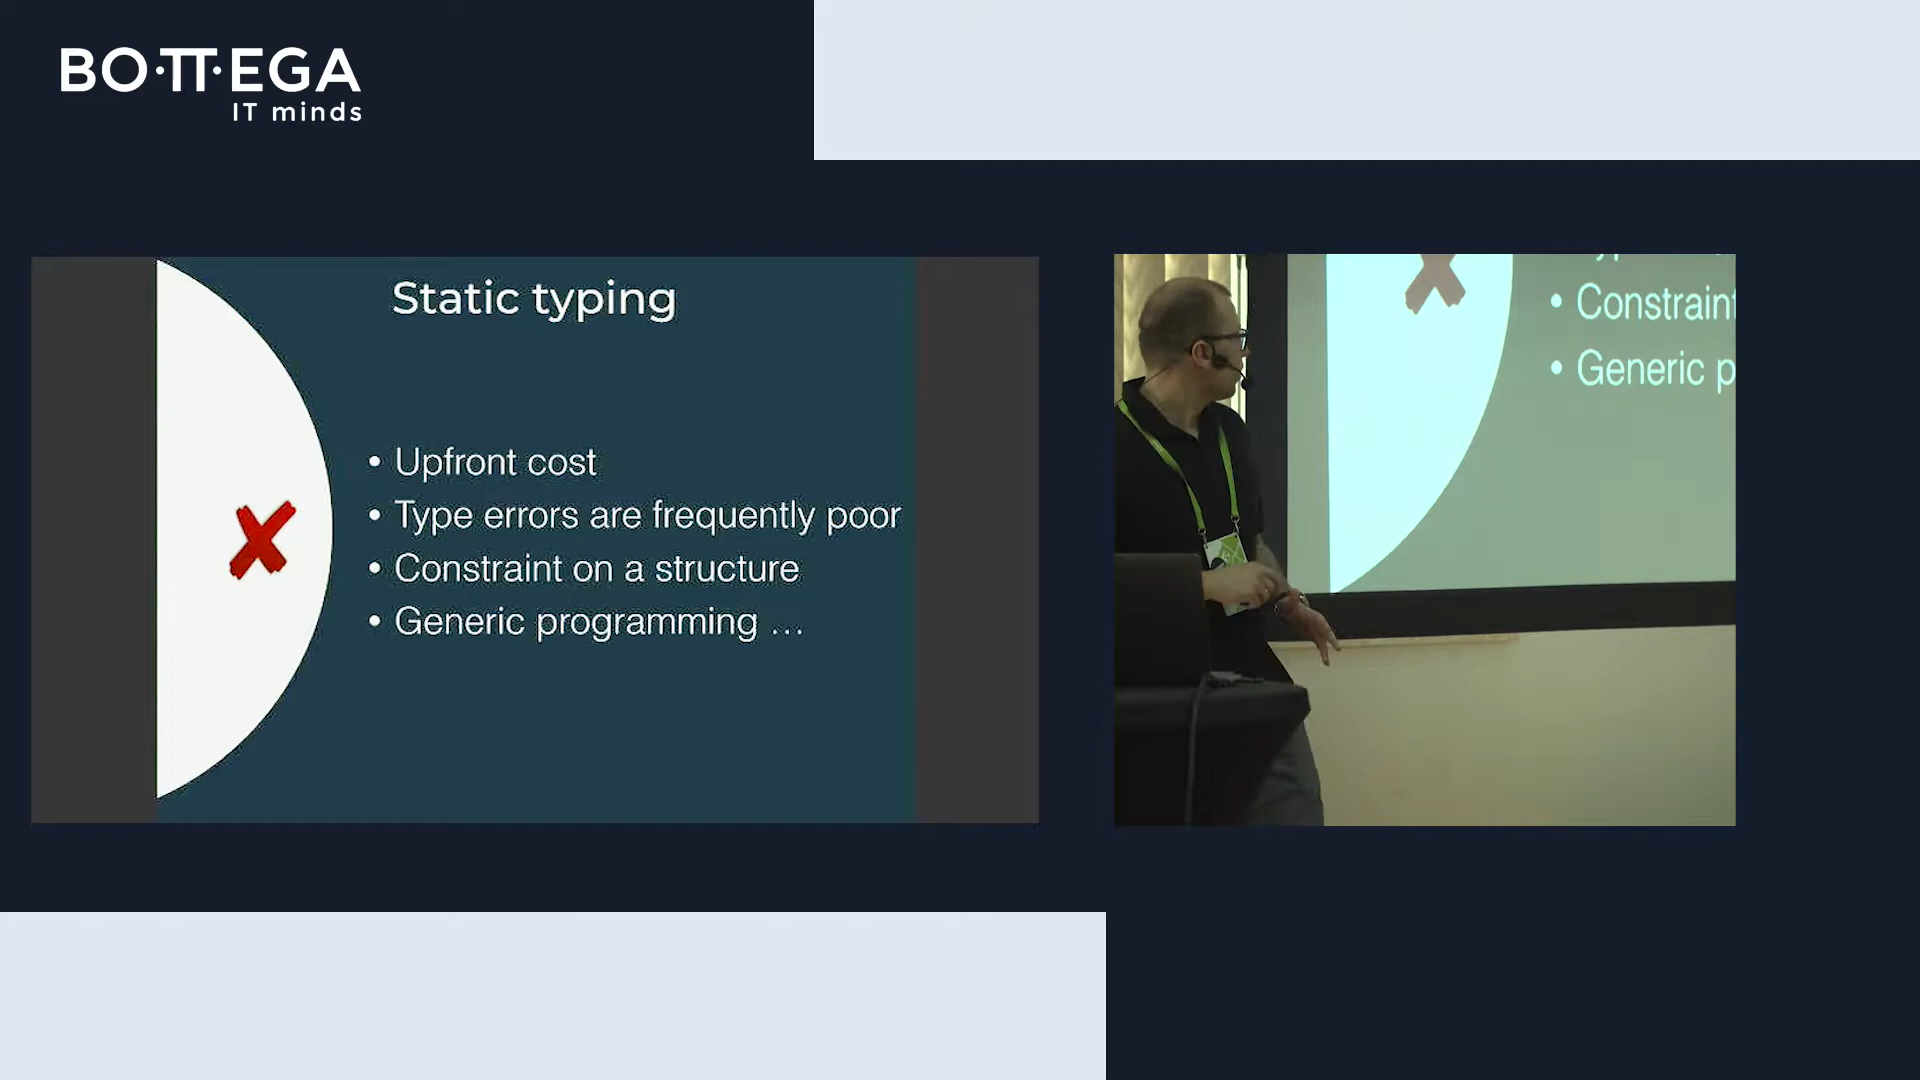 BO·TT·EGA
IT minds
Static typing
• Upfront cost
• Type errors are frequently poor
• Constraint on a structure
• Generic programming …
• Constraint
• Generic p